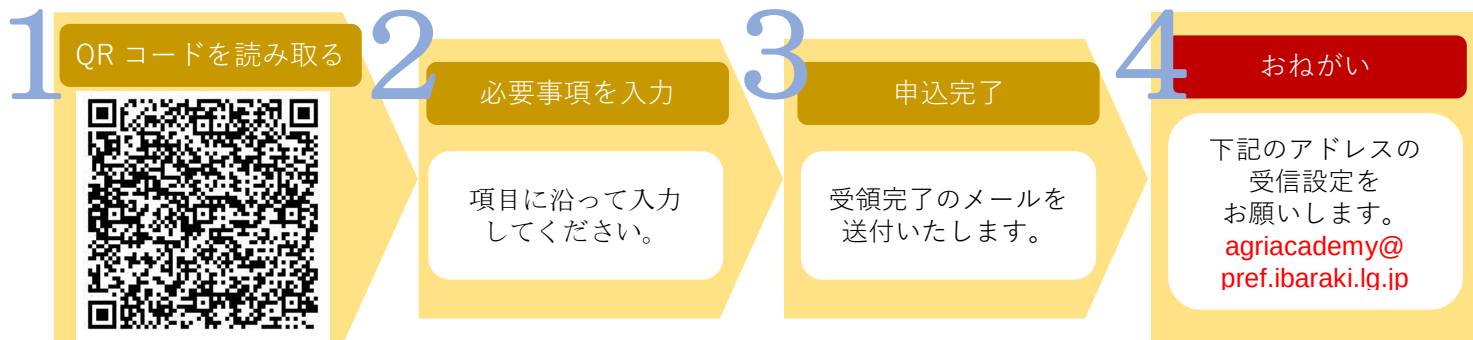 1
QR コードを読み取る
2
必要事項を入力
項目に沿って入力
してください。
3
申込完了
受領完了のメールを
送付いたします。
4
おねがい
下記のアドレスの
受信設定を
お願いします。
agriacademy@
pref.ibaraki.lg.jp